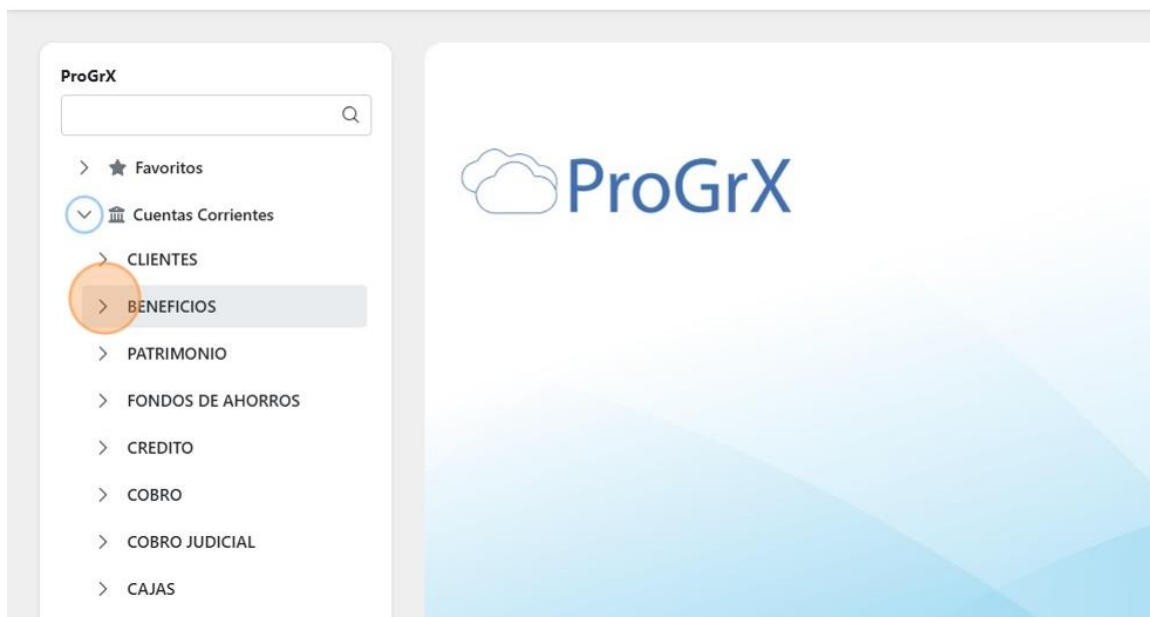 ProGrX
Favoritos
Cuentas Corrientes
CLIENTES
BENEFICIOS
PATRIMONIO
FONDOS DE AHORROS
CREDITO
COBRO
COBRO JUDICIAL
CAJAS
ProGrX